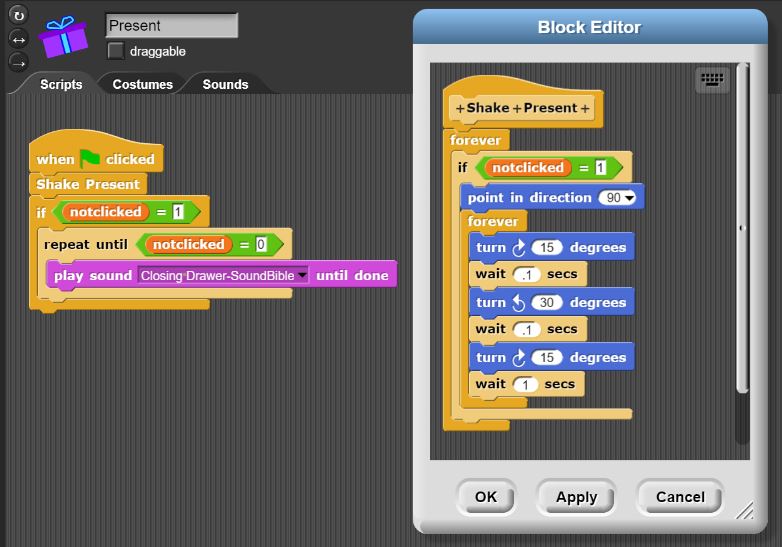 Present
draggable
Scripts Costumes Sounds
when clicked
Shake Present
if notclicked = 1
repeat until notclicked = 0
play sound Closing Drawer-SoundBible until done
Block Editor
+ Shake + Present +
forever
if notclicked = 1
point in direction 90
forever
turn 15 degrees
wait .1 secs
turn 30 degrees
wait .1 secs
turn 15 degrees
wait 1 secs
OK Apply Cancel